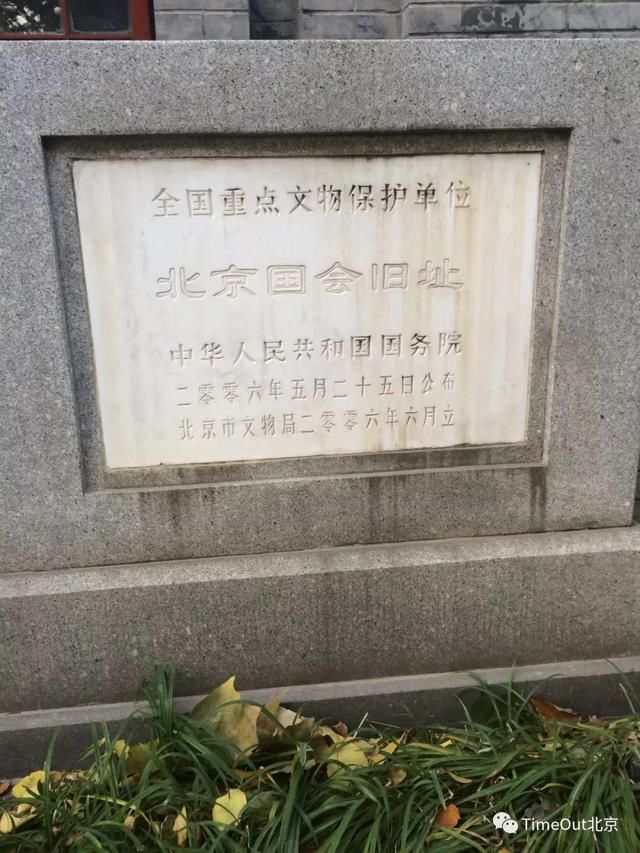 全国重点文物保护单位
北京国会旧址
中华人民共和国国务院
二零零六年五月二十五日公布
北京市文物局二零零六年六月立
TimeOut北京